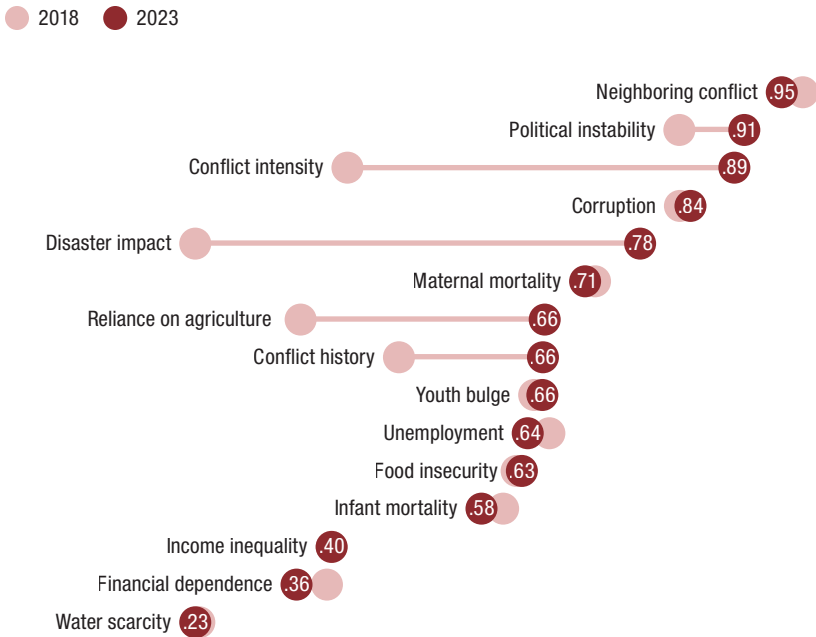 2018 2023
Neighboring conflict .95
Political instability .91
Conflict intensity .89
Corruption .84
Disaster impact .78
Maternal mortality .71
Reliance on agriculture .66
Conflict history .66
Youth bulge .66
Unemployment .64
Food insecurity .63
Infant mortality .58
Income inequality .40
Financial dependence .36
Water scarcity .23